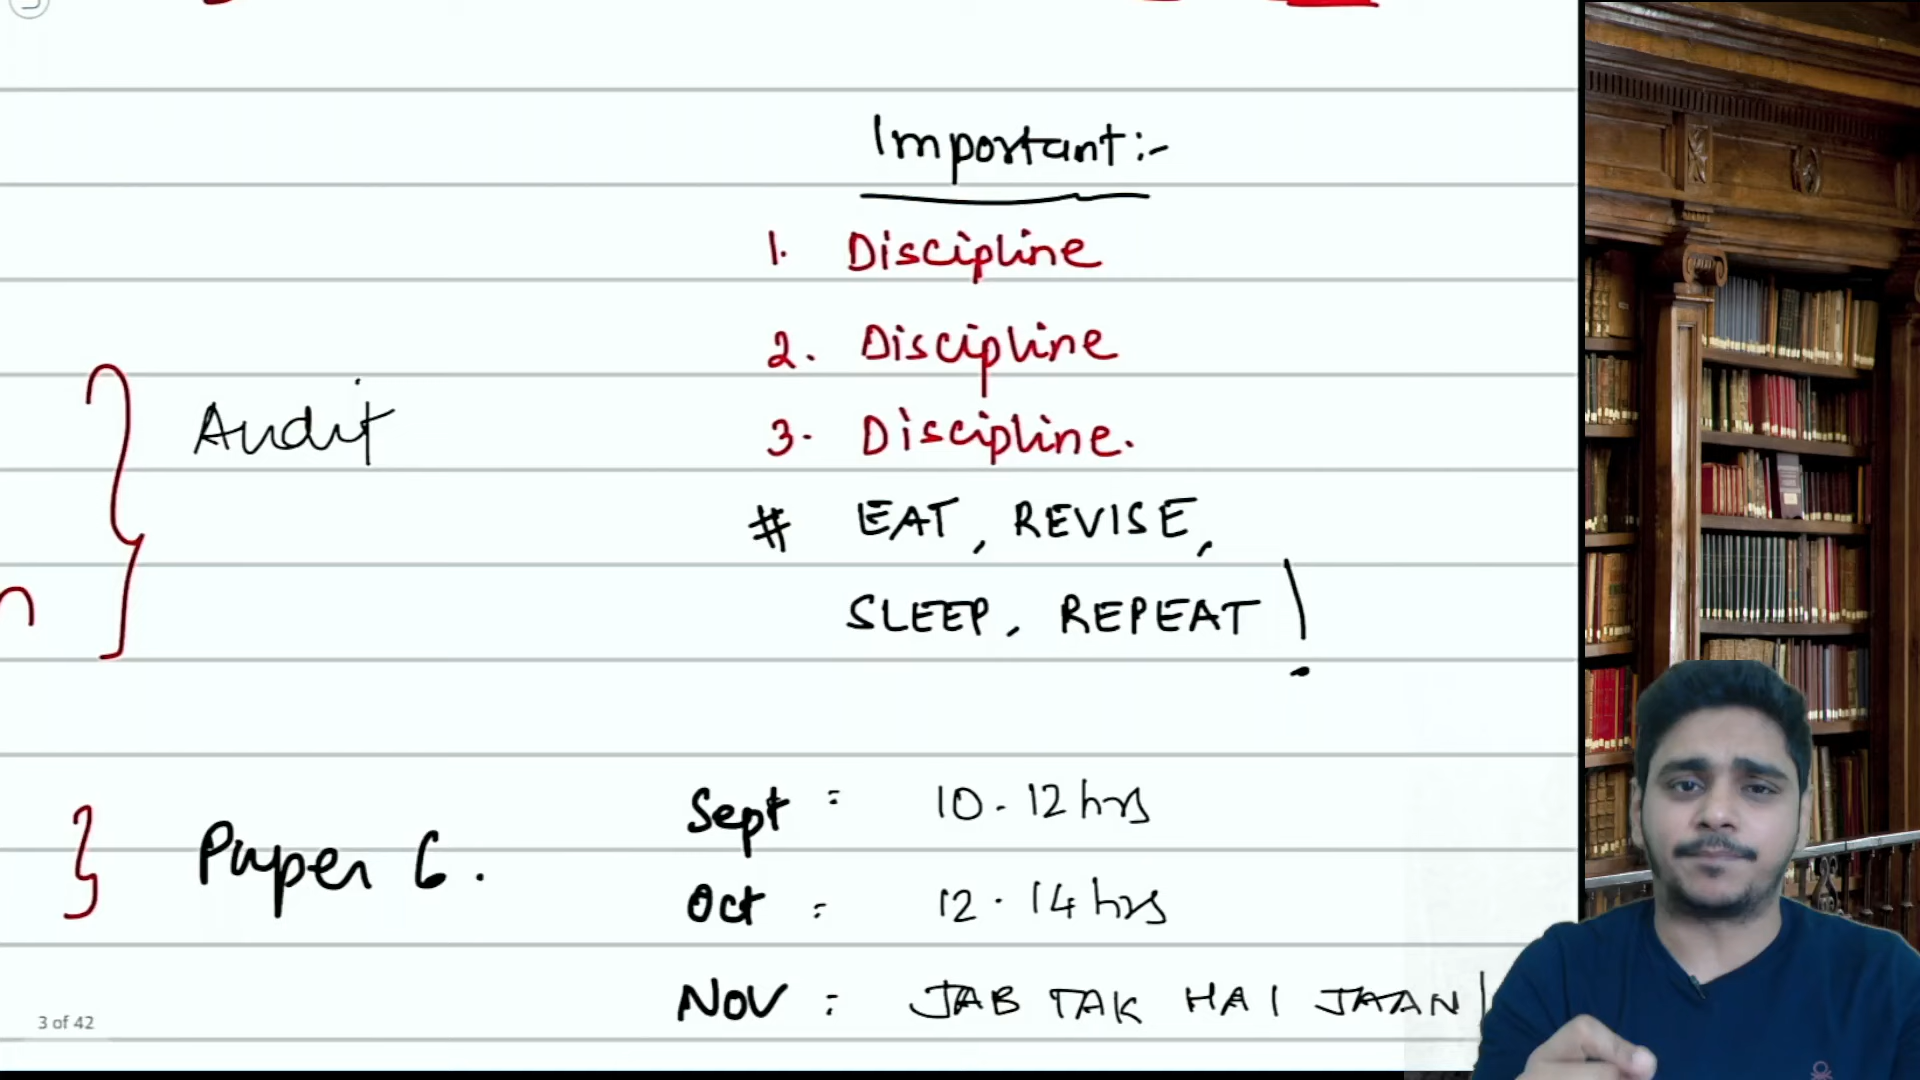 Important:-
1. Discipline
2. Discipline
3. Discipline.
Audit
# EAT, REVISE,
SLEEP, REPEAT !
Sept : 10-12 hrs
Paper 6.
Oct : 12-14 hrs
Nov : JAB TAK HAI JAAN
3 of 42